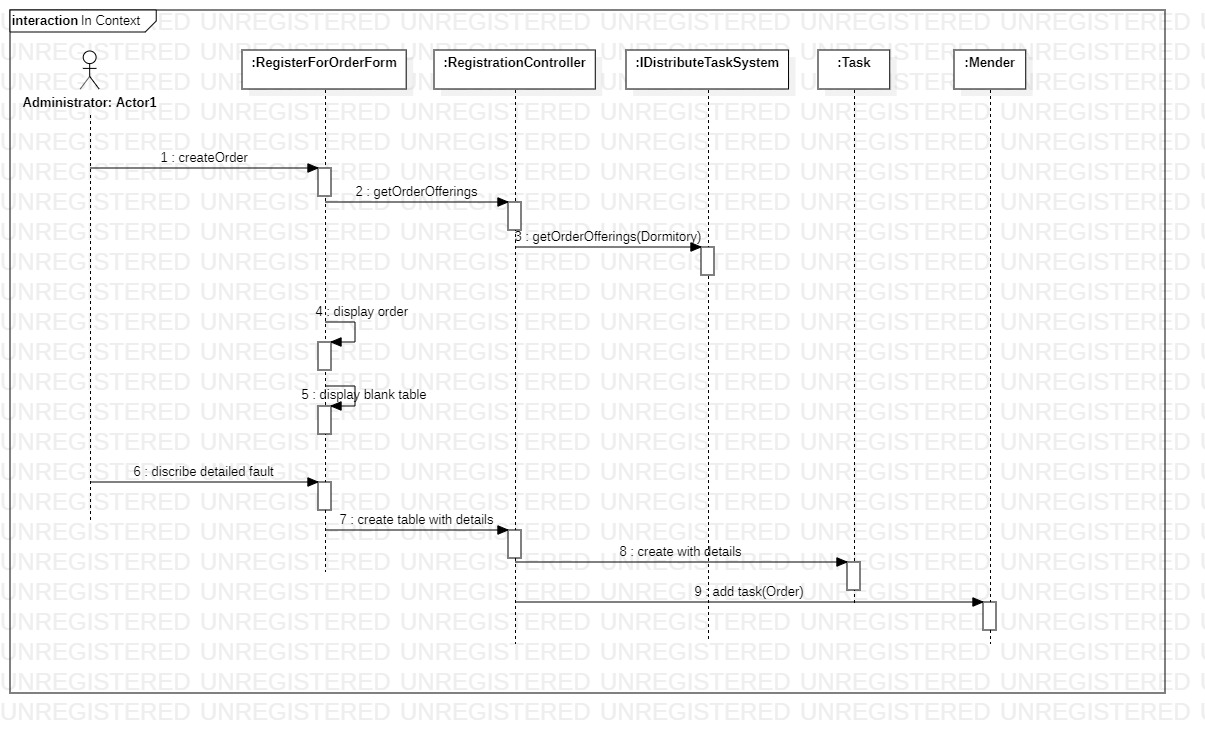 interaction In Context
:RegisterForOrderForm
:RegistrationController
:IDistributeTaskSystem
:Task
:Mender
Administrator: Actor1
1 : createOrder
2 : getOrderOfferings
3 : getOrderOfferings(Dormitory)
4 : display order
5 : display blank table
6 : discribe detailed fault
7 : create table with details
8 : create with details
9 : add task(Order)
UNREGISTERED